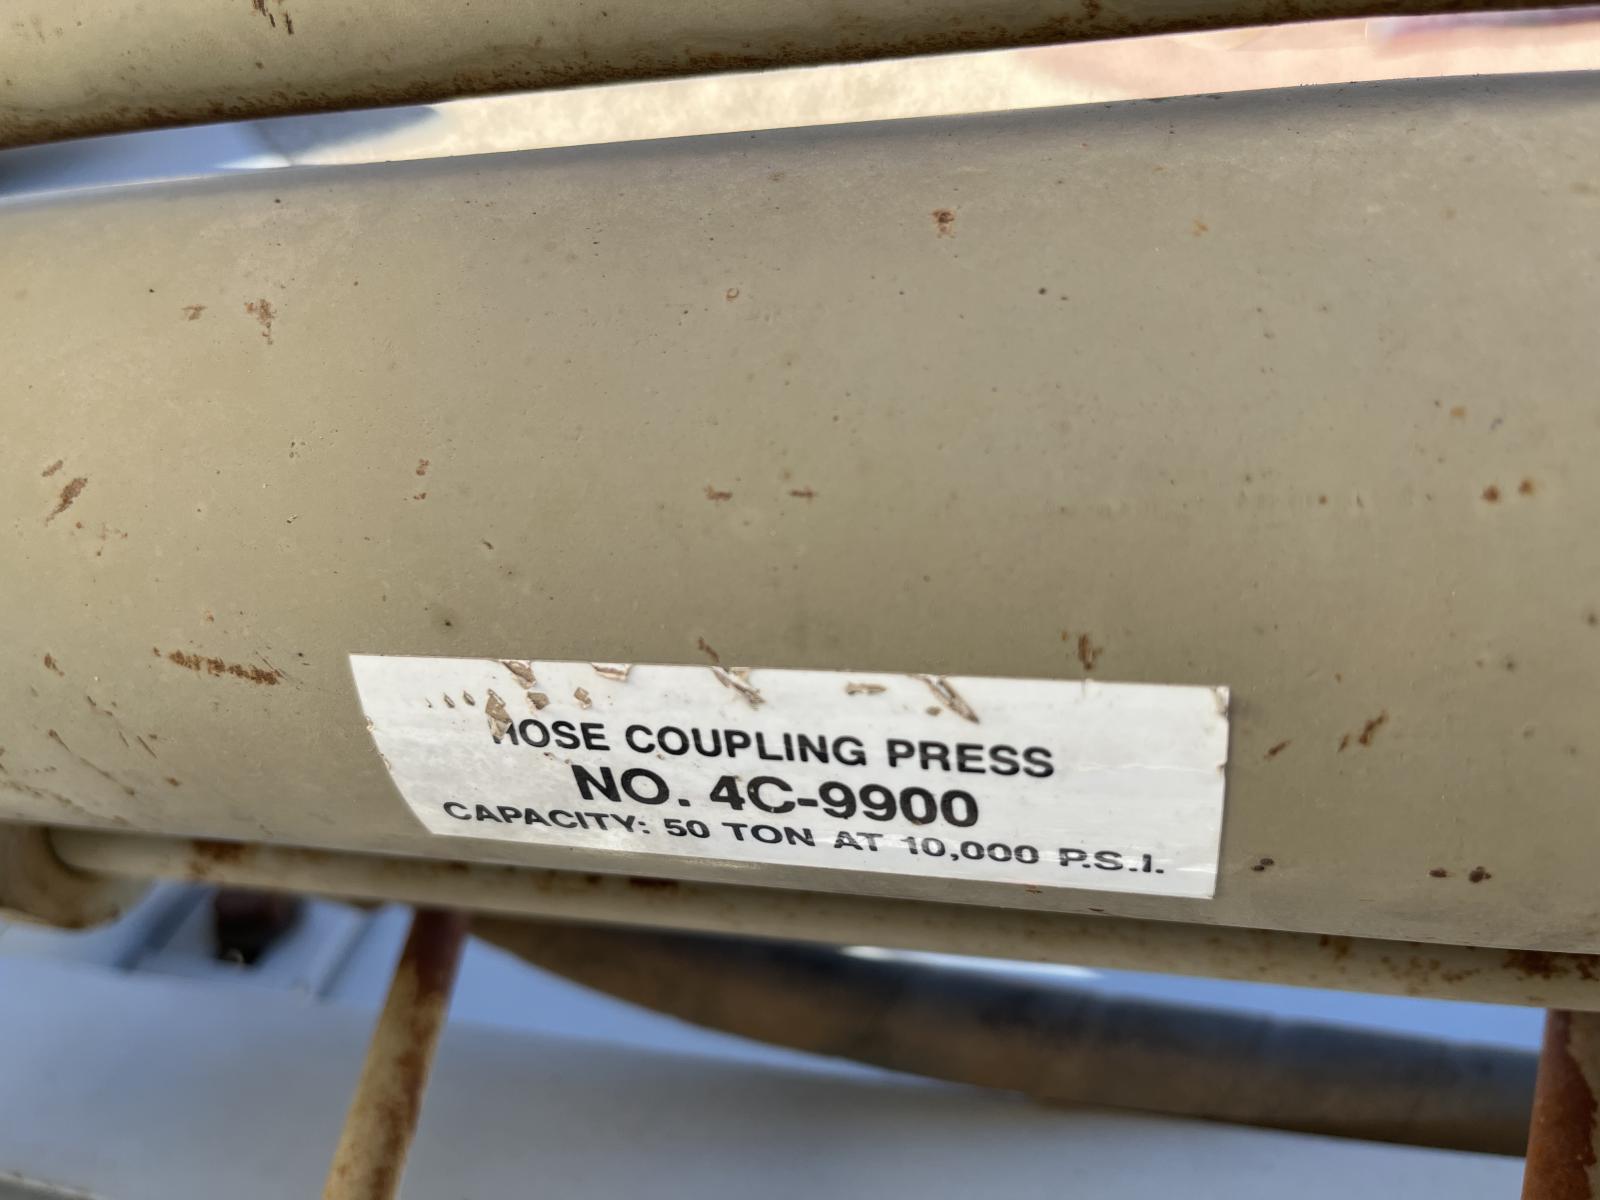 HOSE COUPLING PRESS
NO. 4C-9900
CAPACITY: 50 TON AT 10,000 P.S.I.